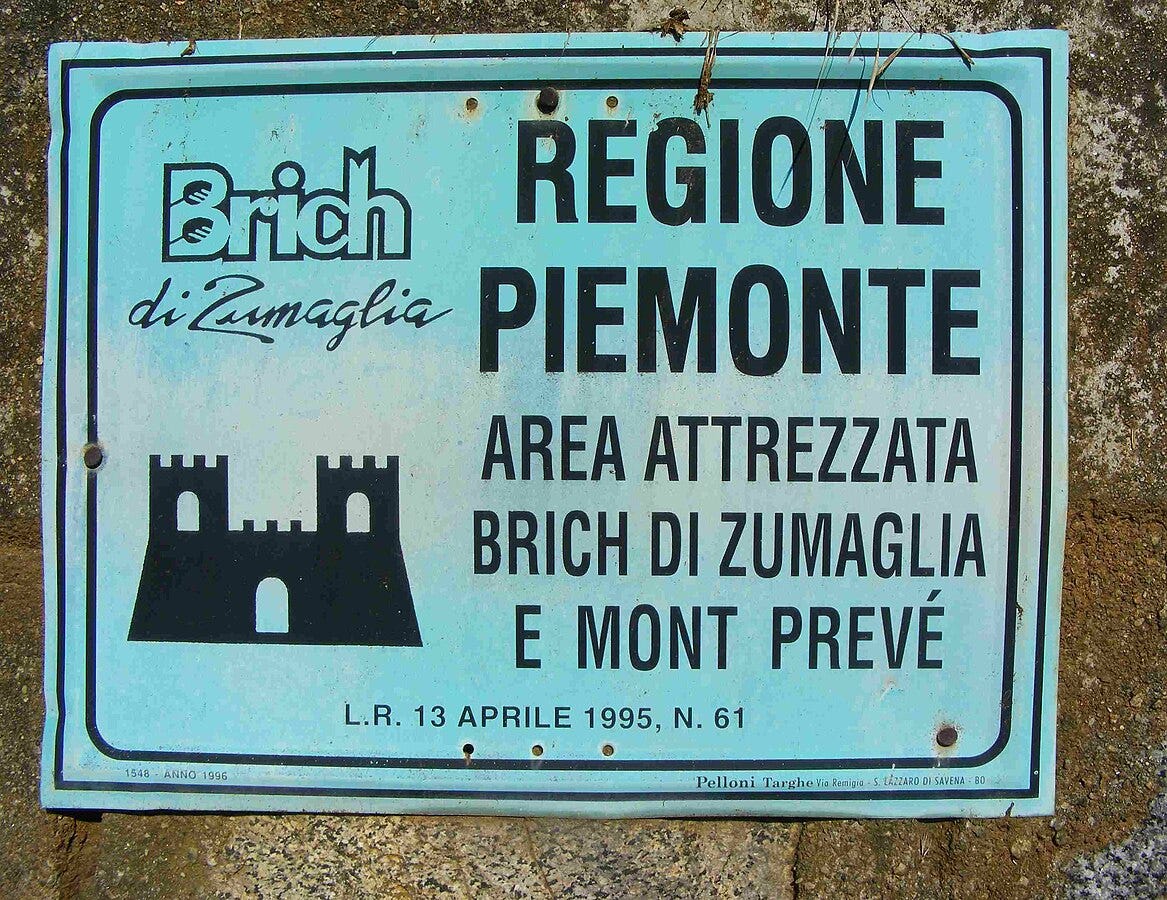 Brich
di Zumaglia
REGIONE
PIEMONTE
AREA ATTREZZATA
BRICH DI ZUMAGLIA
E MONT PREVÉ
L.R. 13 APRILE 1995, N. 61
1548 - ANNO 1996
Pelloni Targhe Via Remigia - S. LAZZARO DI SAVENA - BO